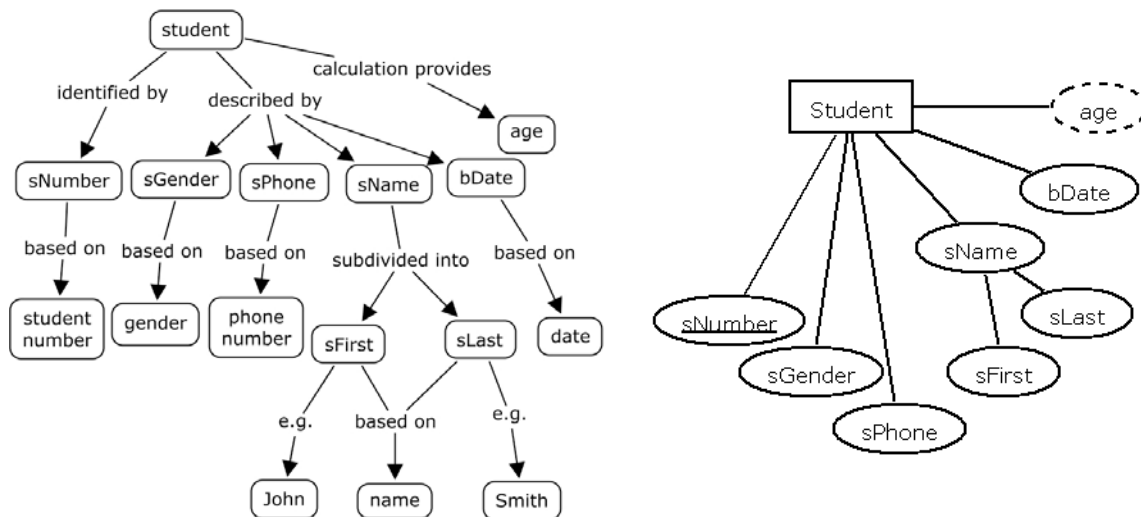 student
calculation provides
identified by
described by
age
sNumber
sGender
sPhone
sName
bDate
based on
based on
based on
subdivided into
based on
student
number
gender
phone
number
sFirst
sLast
date
e.g.
based on
e.g.
John
name
Smith
Student
age
bDate
sName
sNumber
sLast
sGender
sFirst
sPhone